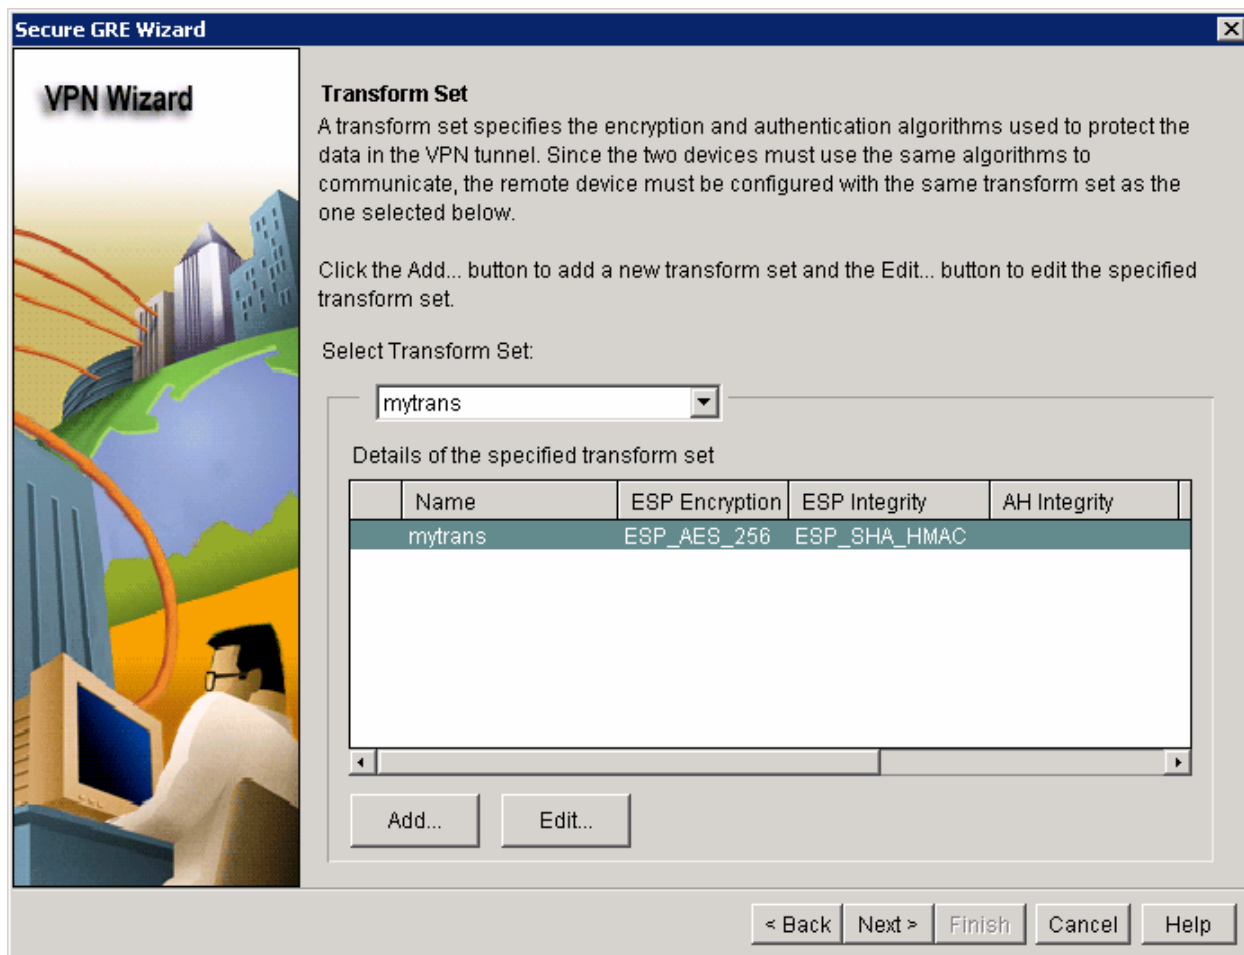 Secure GRE Wizard
VPN Wizard
Transform Set
A transform set specifies the encryption and authentication algorithms used to protect the
data in the VPN tunnel. Since the two devices must use the same algorithms to
communicate, the remote device must be configured with the same transform set as the
one selected below.
Click the Add... button to add a new transform set and the Edit... button to edit the specified
transform set.
Select Transform Set:
mytrans
Details of the specified transform set
Name ESP Encryption ESP Integrity AH Integrity
mytrans ESP_AES_256 ESP_SHA_HMAC
Add... Edit...
< Back Next > Finish Cancel Help